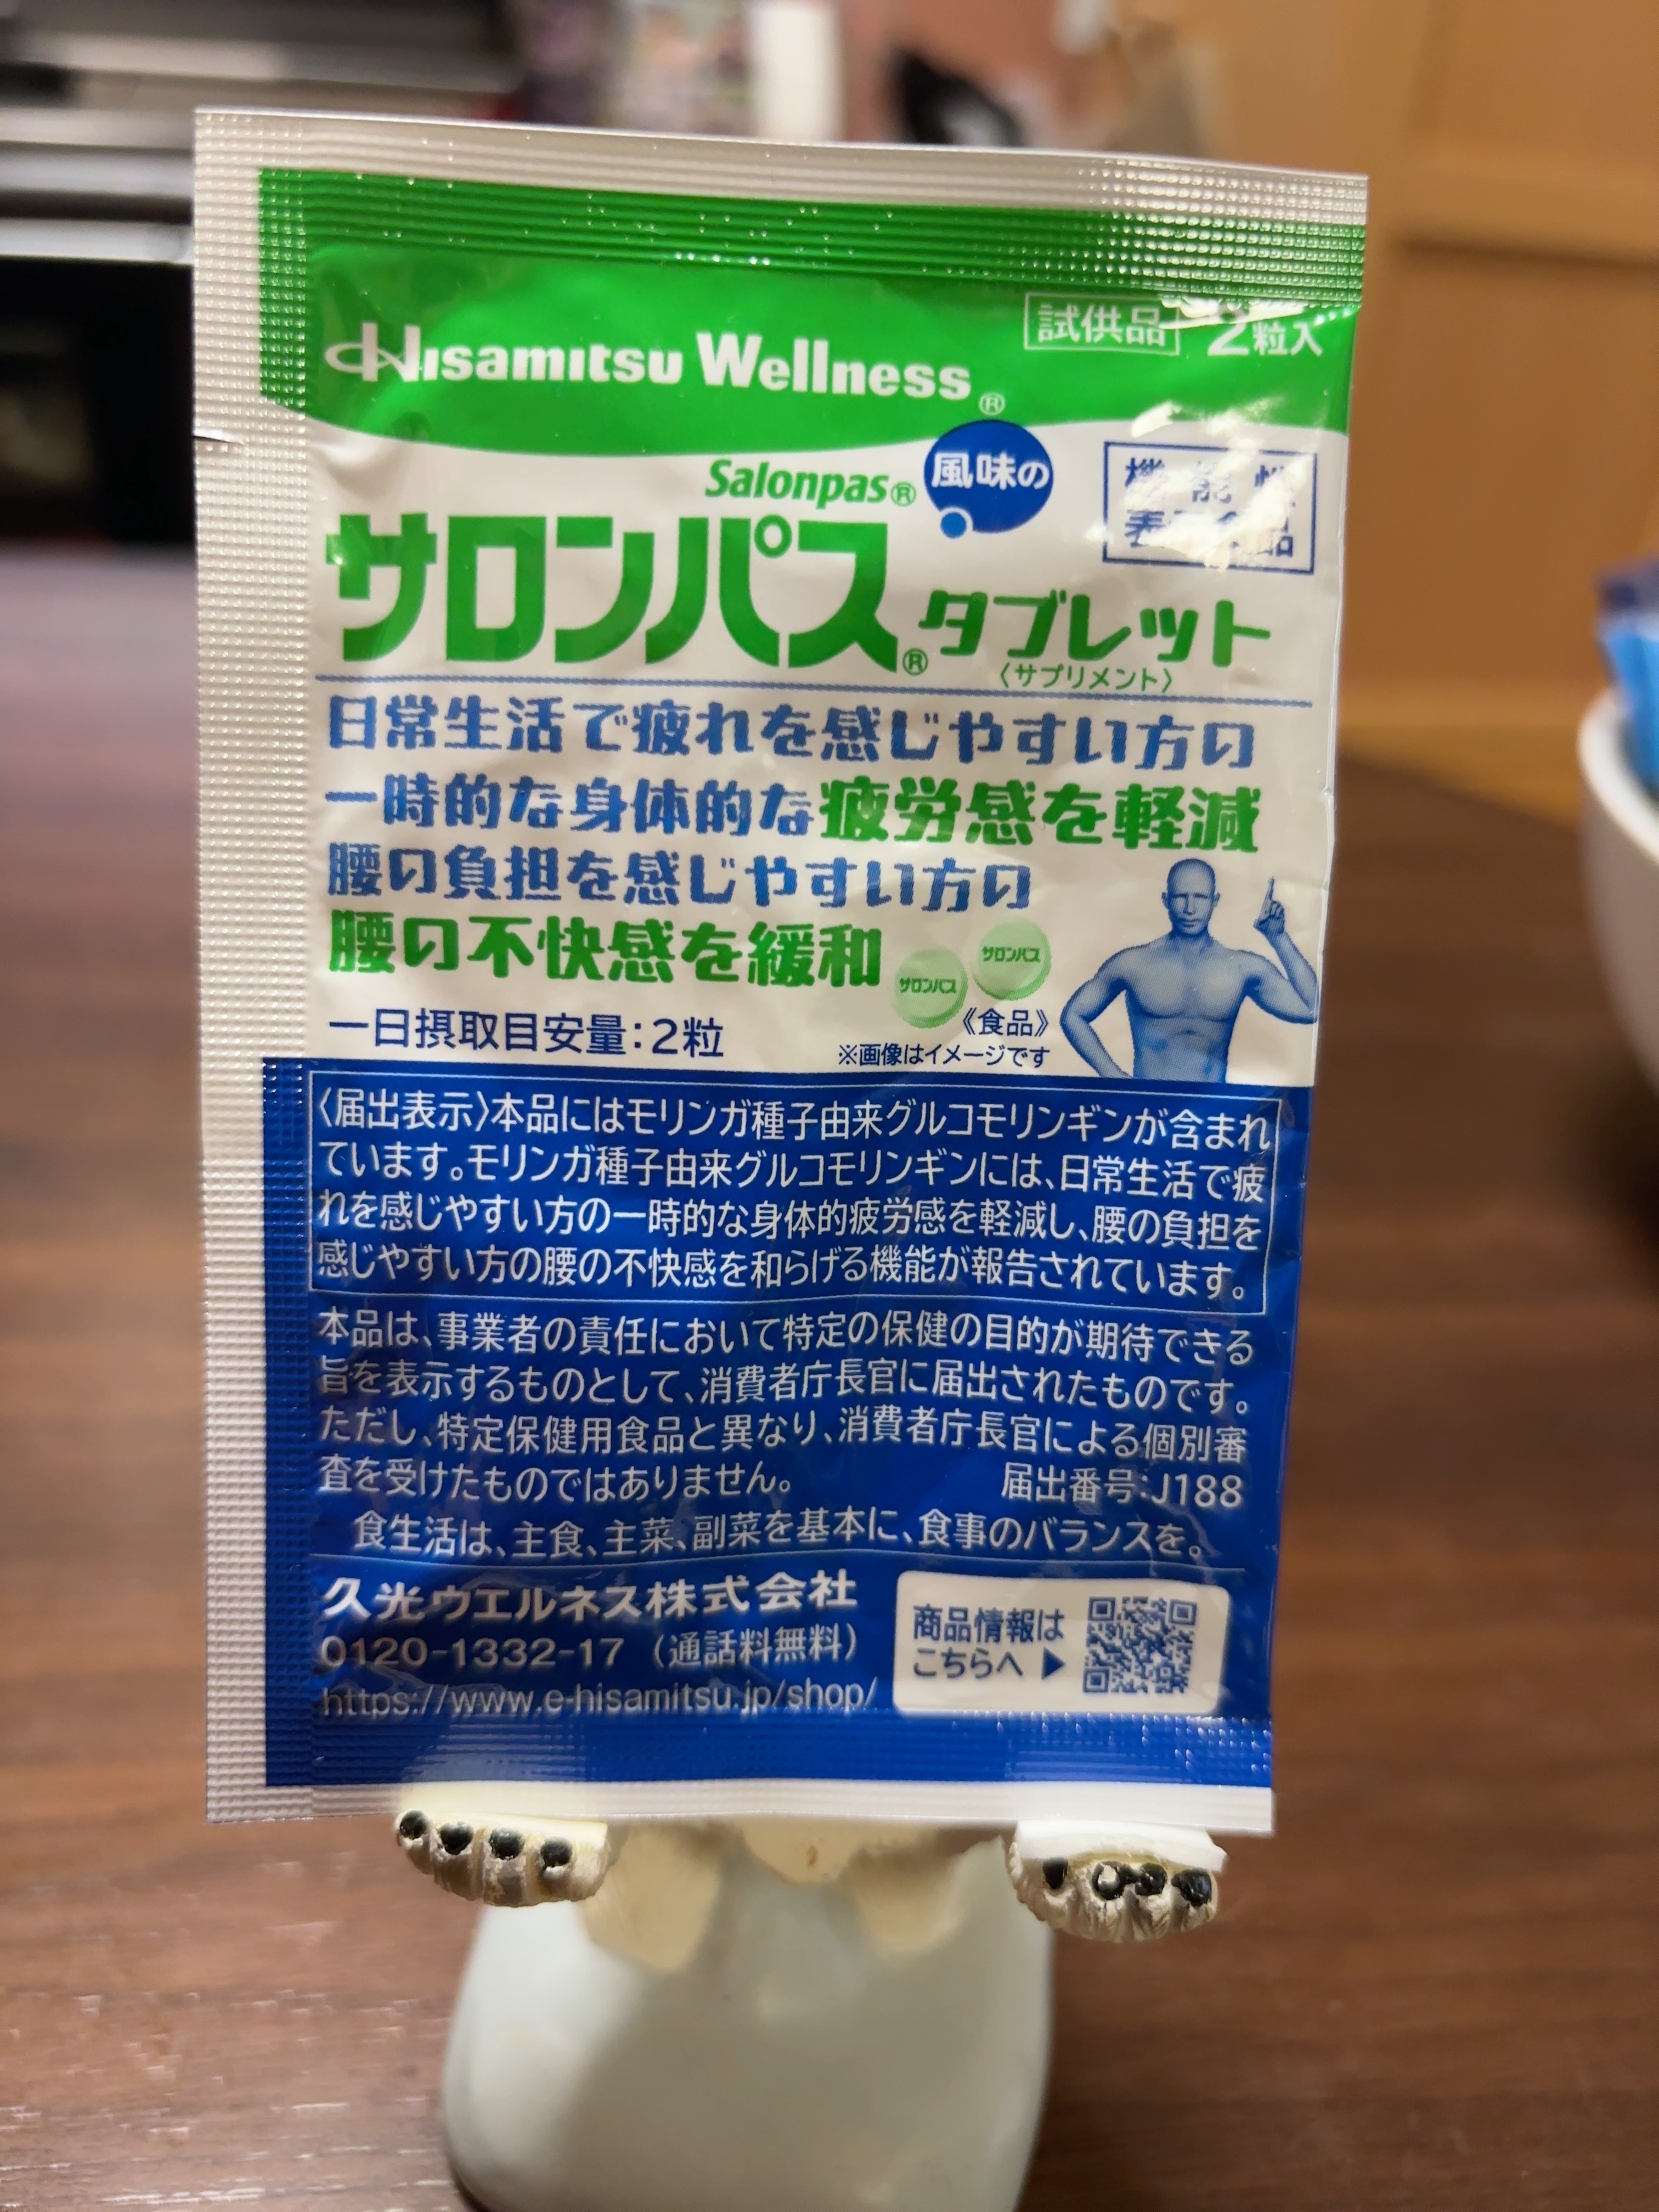 試供品 2粒入
Hisamitsu Wellness®
Salonpas® 風味の
機能性
表示食品
サロンパス®タブレット
〈サプリメント〉
日常生活で疲れを感じやすい方の
一時的な身体的な疲労感を軽減
腰の負担を感じやすい方の
腰の不快感を緩和
サロンパス サロンパス
一日摂取目安量:2粒
《食品》
※画像はイメージです
〈届出表示〉本品にはモリンガ種子由来グルコモリンギンが含まれ
ています。モリンガ種子由来グルコモリンギンには、日常生活で疲
れを感じやすい方の一時的な身体的疲労感を軽減し、腰の負担を
感じやすい方の腰の不快感を和らげる機能が報告されています。
本品は、事業者の責任において特定の保健の目的が期待できる
旨を表示するものとして、消費者庁長官に届出されたものです。
ただし、特定保健用食品と異なり、消費者庁長官による個別審
査を受けたものではありません。 届出番号:J188
食生活は、主食、主菜、副菜を基本に、食事のバランスを。
久光ウエルネス株式会社
0120-1332-17（通話料無料）
https://www.e-hisamitsu.jp/shop/
商品情報は
こちらへ ▶